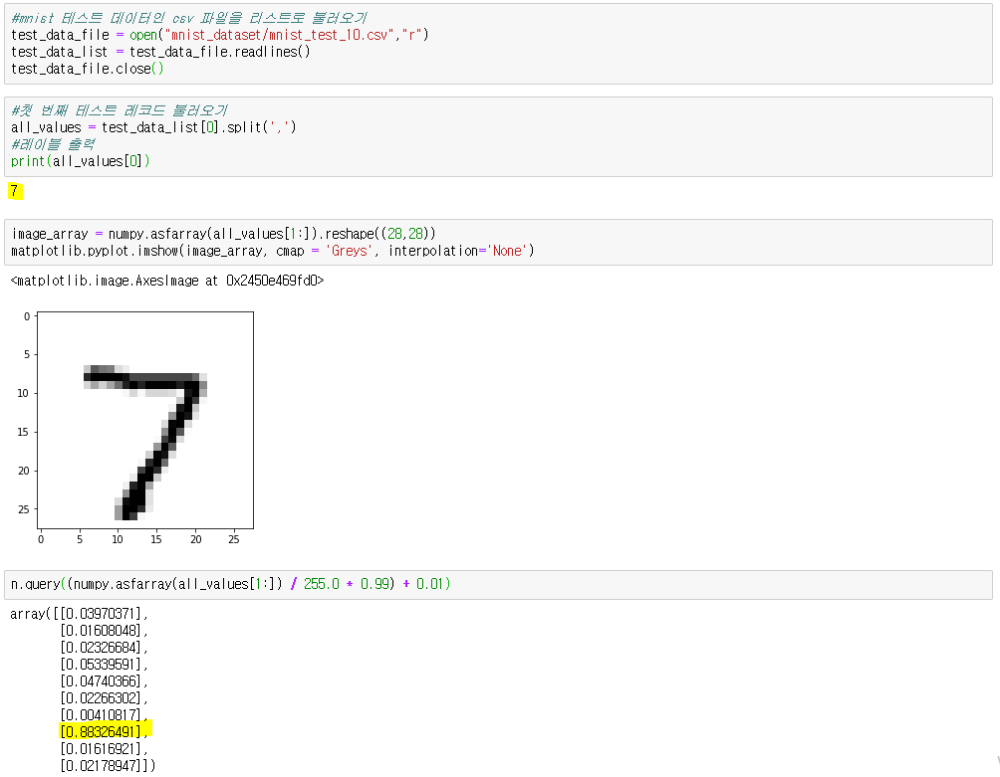 #mnist 테스트 데이터인 csv 파일을 리스트로 불러오기
test_data_file = open("mnist_dataset/mnist_test_10.csv","r")
test_data_list = test_data_file.readlines()
test_data_file.close()
#첫 번째 테스트 레코드 불러오기
all_values = test_data_list[0].split(',')
#레이블 출력
print(all_values[0])
7
image_array = numpy.asfarray(all_values[1:]).reshape((28,28))
matplotlib.pyplot.imshow(image_array, cmap = 'Greys', interpolation='None')
<matplotlib.image.AxesImage at 0x2450e469fd0>
0
5
10
15
20
25
0 5 10 15 20 25
7
n.query((numpy.asfarray(all_values[1:]) / 255.0 * 0.99) + 0.01)
array([[0.03970371],
[0.01608048],
[0.02326684],
[0.05339591],
[0.04740366],
[0.02266302],
[0.00410817],
[0.88326491],
[0.01616921],
[0.02178947]])